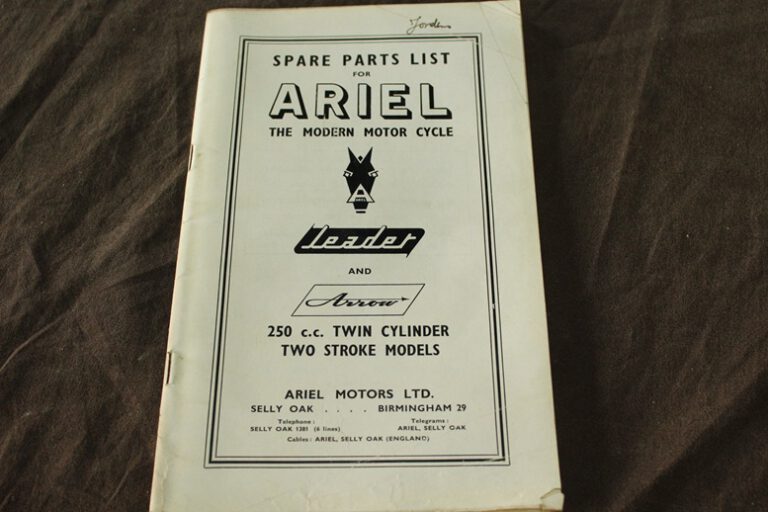 Jordens
SPARE PARTS LIST
FOR
ARIEL
THE MODERN MOTOR CYCLE
Leader
AND
Arrow
250 c.c. TWIN CYLINDER
TWO STROKE MODELS
ARIEL MOTORS LTD.
SELLY OAK . . . . BIRMINGHAM 29
Telephone: Telegrams:
SELLY OAK 1381 (6 lines) ARIEL, SELLY OAK
Cables: ARIEL, SELLY OAK (ENGLAND)